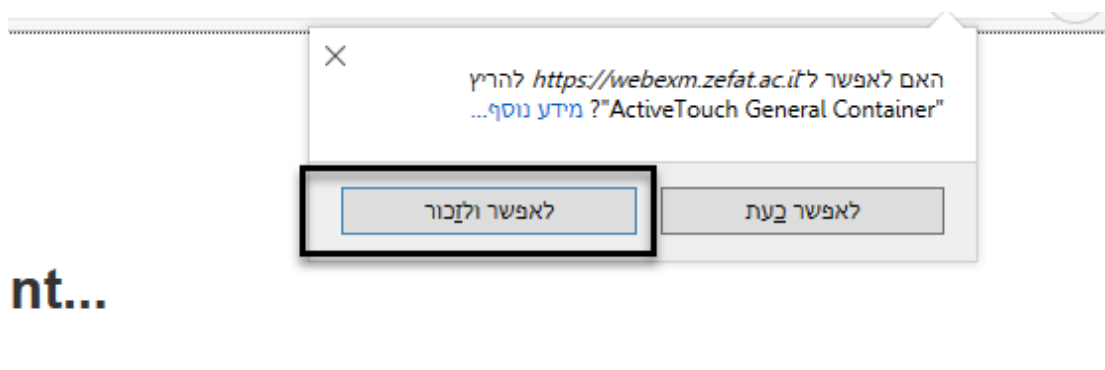 האם לאפשר ל־https://webexm.zefat.ac.il להריץ
"ActiveTouch General Container"? מידע נוסף...
לאפשר כעת
לאפשר ולזכור
nt...